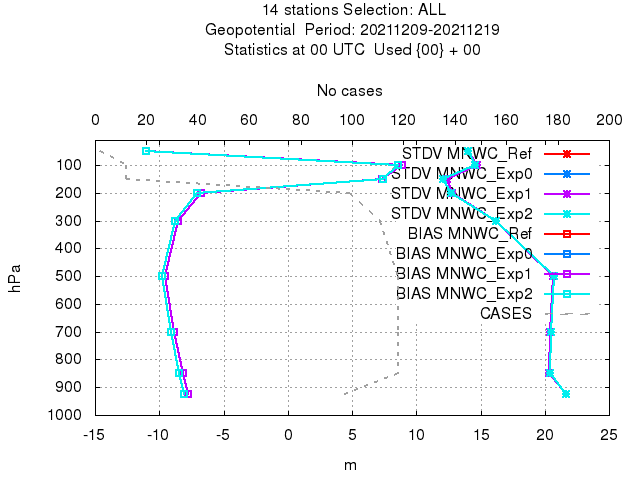 14 stations Selection: ALL
Geopotential  Period: 20211209-20211219
Statistics at 00 UTC  Used {00} + 00
No cases
0 20 40 60 80 100 120 140 160 180 200
STDV MNWC_Ref
STDV MNWC_Exp0
STDV MNWC_Exp1
STDV MNWC_Exp2
BIAS MNWC_Ref
BIAS MNWC_Exp0
BIAS MNWC_Exp1
BIAS MNWC_Exp2
CASES
100
200
300
400
500
600
700
800
900
1000
hPa
-15 -10 -5 0 5 10 15 20 25
m